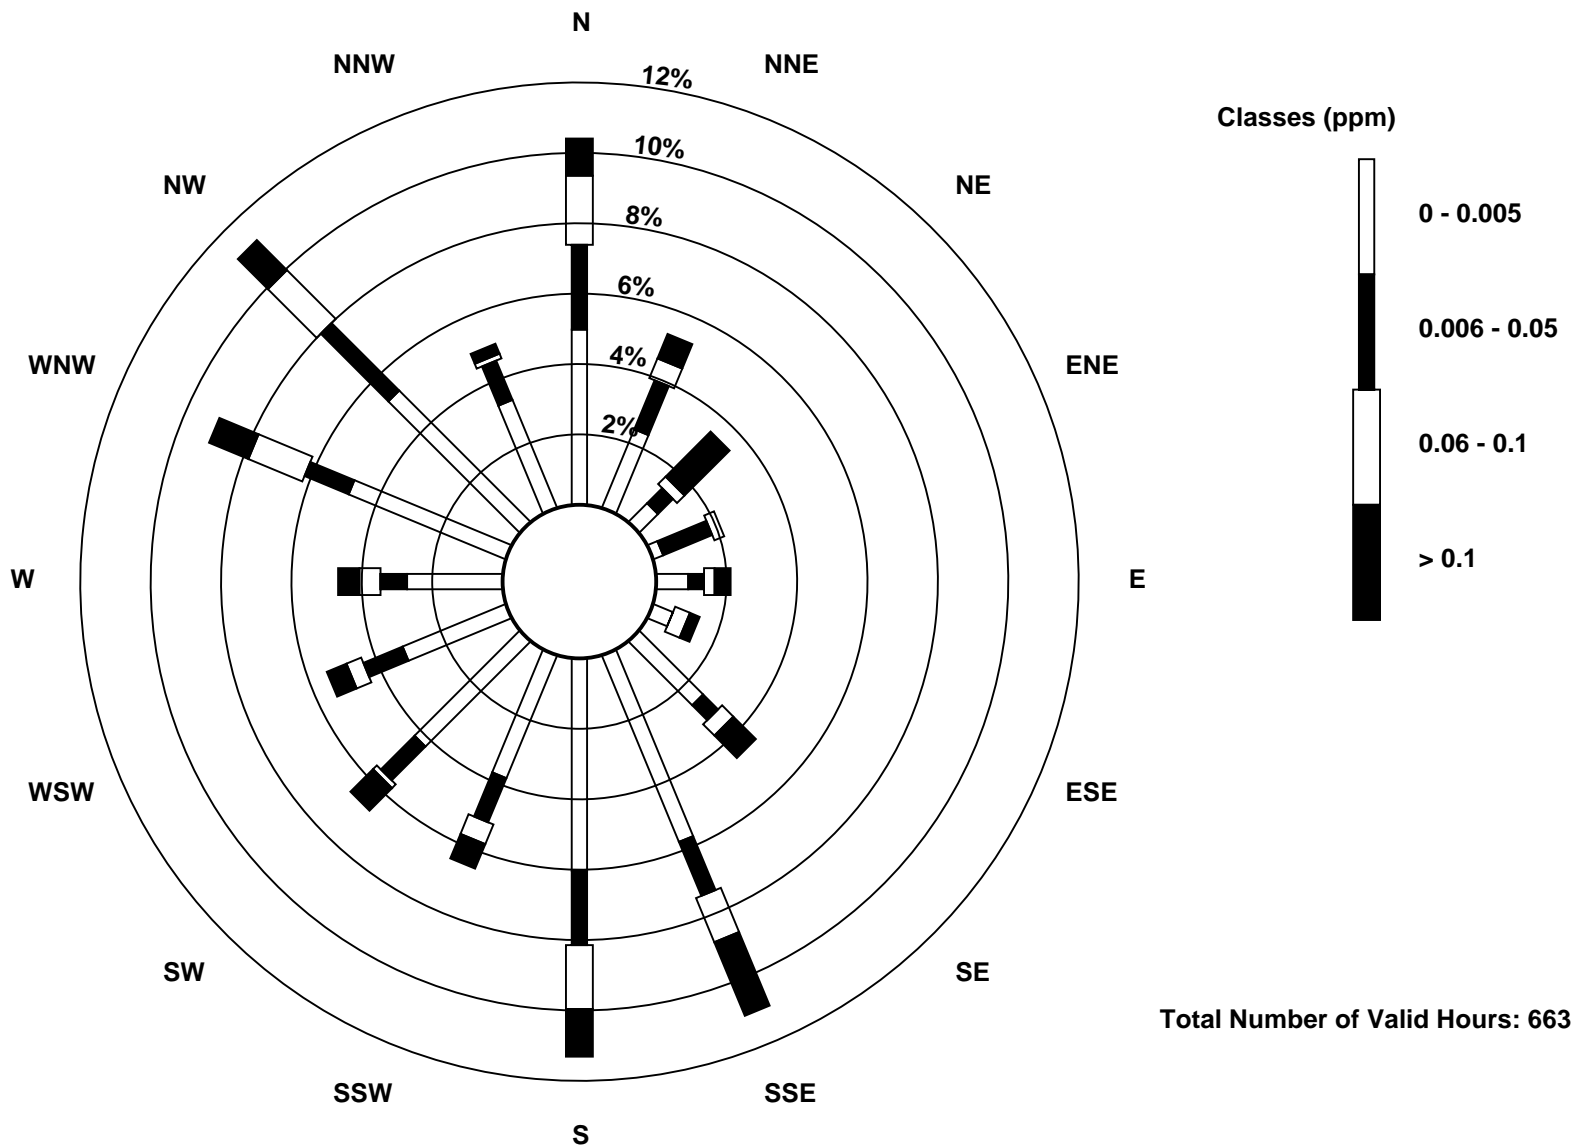 N
NNW
NNE
12%
Classes (ppm)
10%
NW
NE
0 - 0.005
8%
6%
0.006 - 0.05
4%
WNW
ENE
2%
0.06 - 0.1
> 0.1
W
E
WSW
ESE
SW
SE
Total Number of Valid Hours: 663
SSW
SSE
S